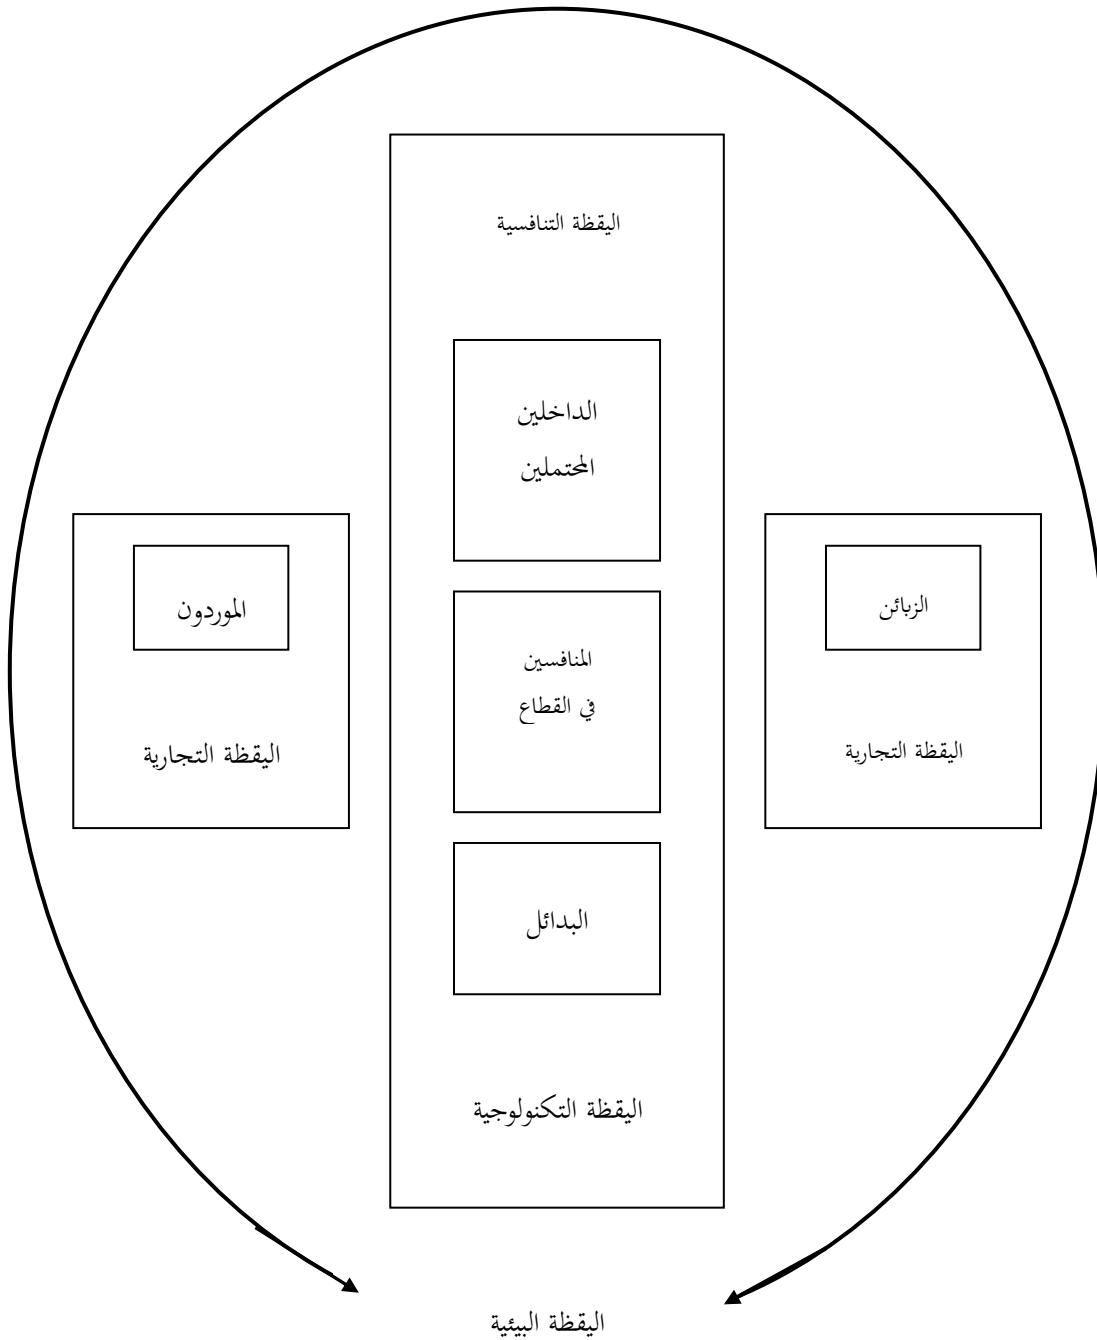 اليقظة التنافسية
الداخلين
المحتملين
الزبائن
اليقظة التجارية
المنافسين
في القطاع
الموردون
اليقظة التجارية
البدائل
اليقظة التكنولوجية
اليقظة البيئية